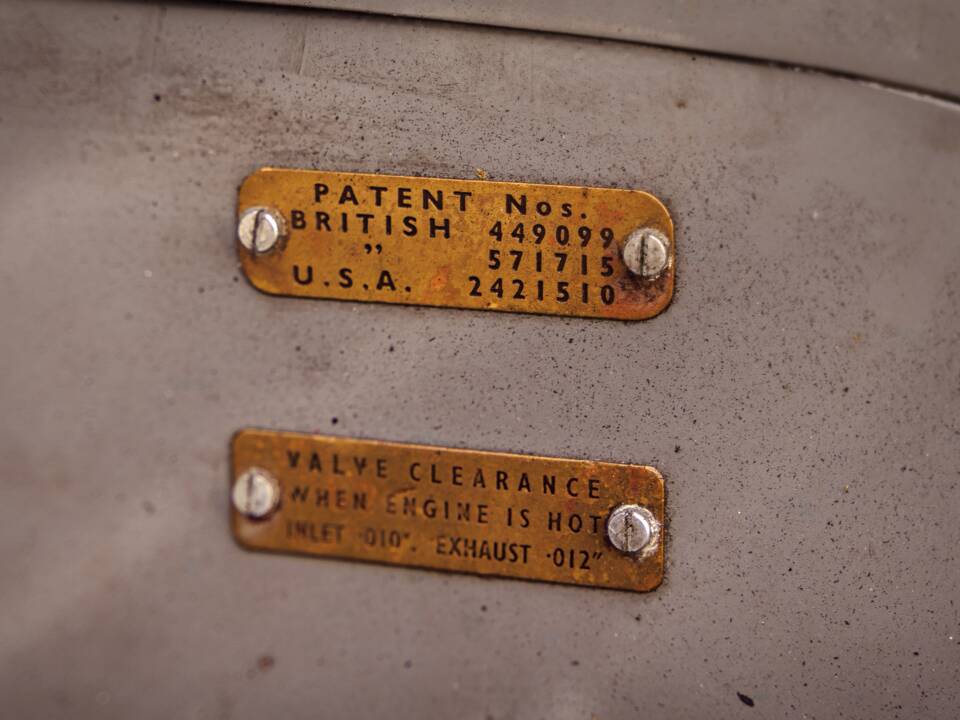 PATENT Nos.
BRITISH 449099
” 571715
U.S.A. 2421510
VALVE CLEARANCE
WHEN ENGINE IS HOT
INLET ·010”. EXHAUST ·012”